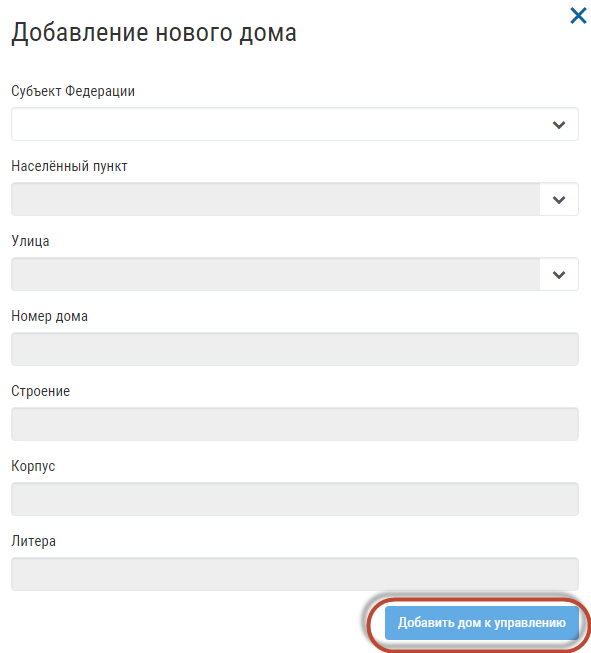 Добавление нового дома
Субъект Федерации
Населённый пункт
Улица
Номер дома
Строение
Корпус
Литера
Добавить дом к управлению